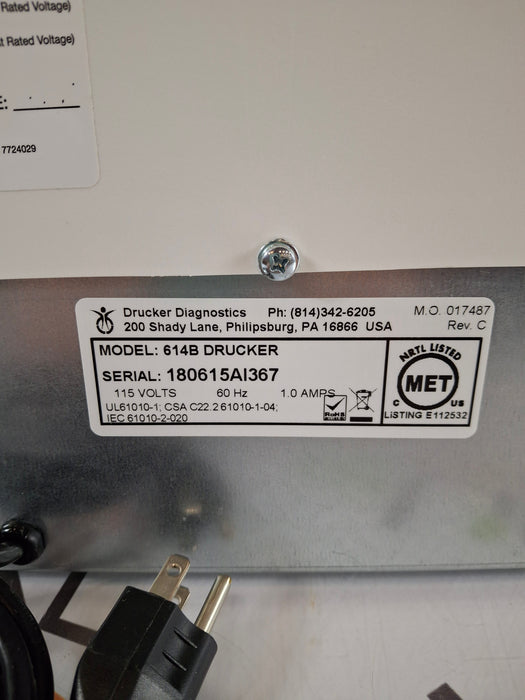 Rated Voltage)
t Rated Voltage)
E:
7724029
Drucker Diagnostics Ph: (814)342-6205 M.O. 017487
200 Shady Lane, Philipsburg, PA 16866 USA Rev. C
MODEL: 614B DRUCKER
SERIAL: 180615AI367
115 VOLTS 60 Hz 1.0 AMPS
UL61010-1; CSA C22.2 61010-1-04;
IEC 61010-2-020
RoHS
NRTL LISTED
MET
C US
LiSTING E112532